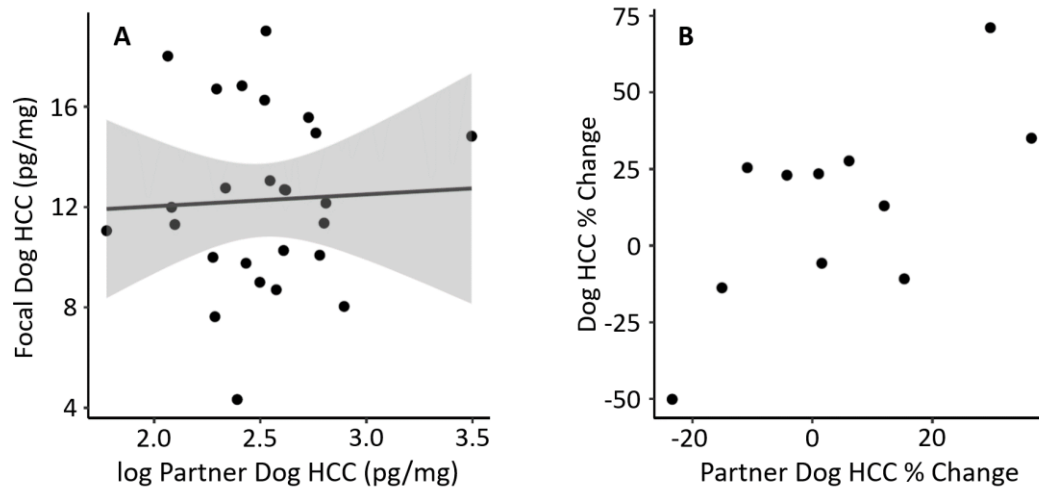 A
Focal Dog HCC (pg/mg)
16
12
8
4
2.0 2.5 3.0 3.5
log Partner Dog HCC (pg/mg)
B
Dog HCC % Change
75
50
25
0
-25
-50
-20 0 20
Partner Dog HCC % Change